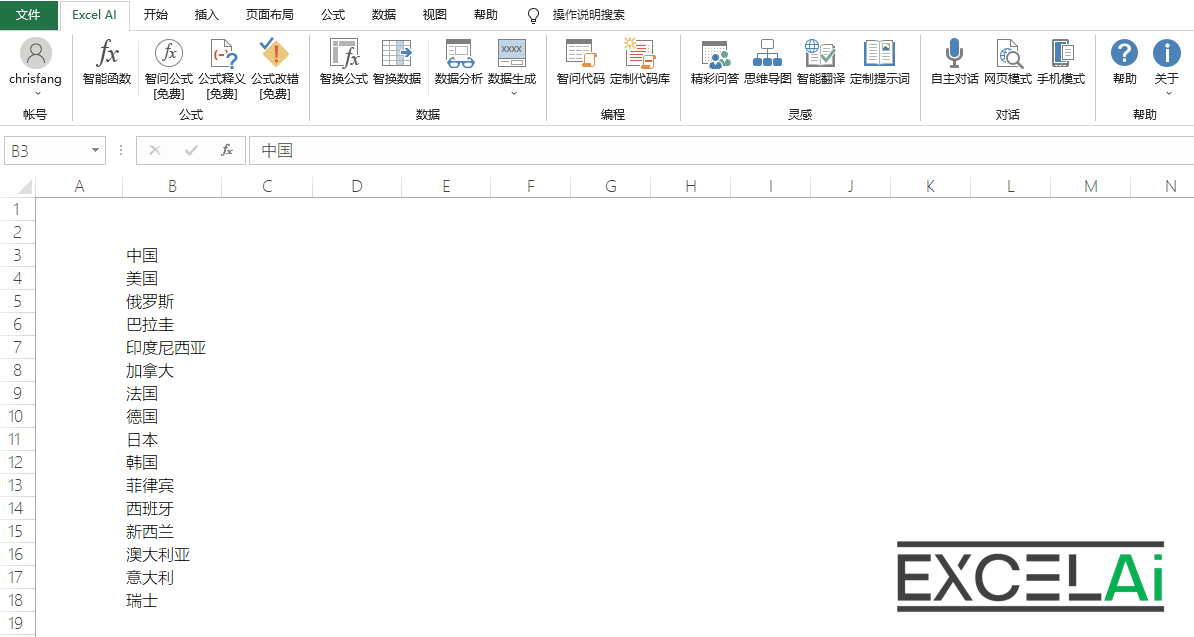 文件 Excel AI 开始 插入 页面布局 公式 数据 视图 帮助 操作说明搜索
chrisfang 智能函数 智问公式 公式释义 公式改错 智换公式 智换数据 数据分析 数据生成 智问代码 定制代码库 精彩问答 思维导图 智能翻译 定制提示词 自主对话 网页模式 手机模式 帮助 关于
[免费] [免费] [免费]
帐号 公式 数据 编程 灵感 对话 帮助
B3 fx 中国
A B C D E F G H I J K L M N
1
2
3 中国
4 美国
5 俄罗斯
6 巴拉圭
7 印度尼西亚
8 加拿大
9 法国
10 德国
11 日本
12 韩国
13 菲律宾
14 西班牙
15 新西兰
16 澳大利亚
17 意大利
18 瑞士
19
EXCELAi